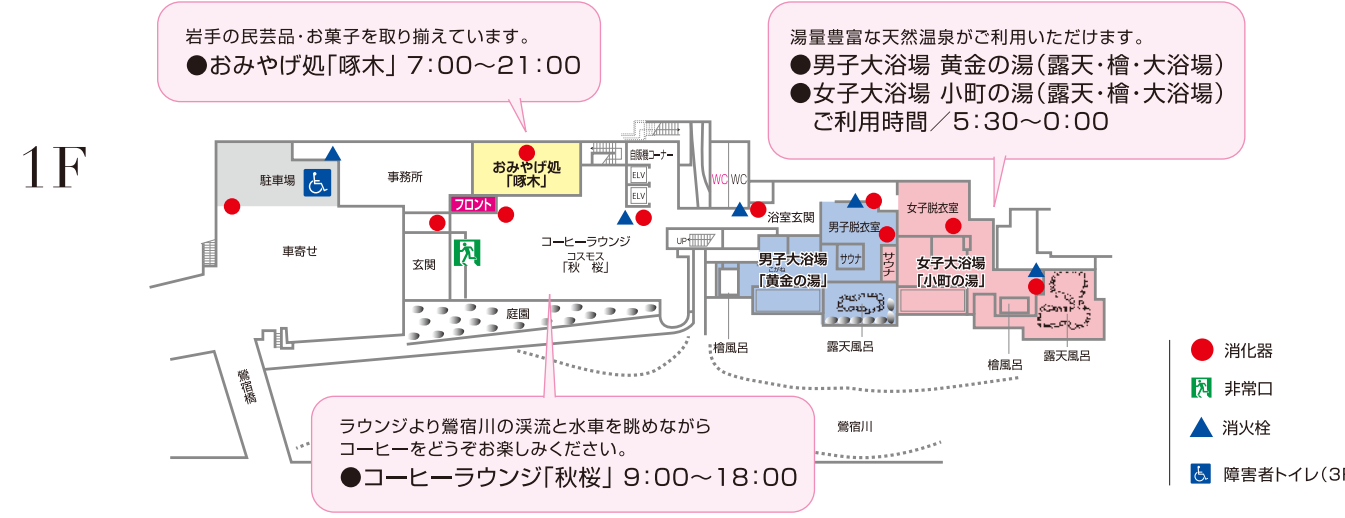 岩手の民芸品・お菓子を取り揃えています。
●おみやげ処「啄木」 7:00〜21:00
湯量豊富な天然温泉がご利用いただけます。
●男子大浴場 黄金の湯(露天・檜・大浴場)
●女子大浴場 小町の湯(露天・檜・大浴場)
ご利用時間／5:30〜0:00
1F
駐車場
事務所
おみやげ処
「啄木」
自販機コーナー
ELV
ELV
WC
WC
フロント
車寄せ
玄関
コーヒーラウンジ
コスモス
「秋 桜」
UP
浴室玄関
男子脱衣室
女子脱衣室
サウナ
サウナ
男子大浴場
こがね
「黄金の湯」
女子大浴場
「小町の湯」
庭園
檜風呂
露天風呂
檜風呂
露天風呂
鶯宿橋
鶯宿川
ラウンジより鶯宿川の渓流と水車を眺めながら
コーヒーをどうぞお楽しみください。
●コーヒーラウンジ「秋桜」 9:00〜18:00
消化器
非常口
消火栓
障害者トイレ(3F